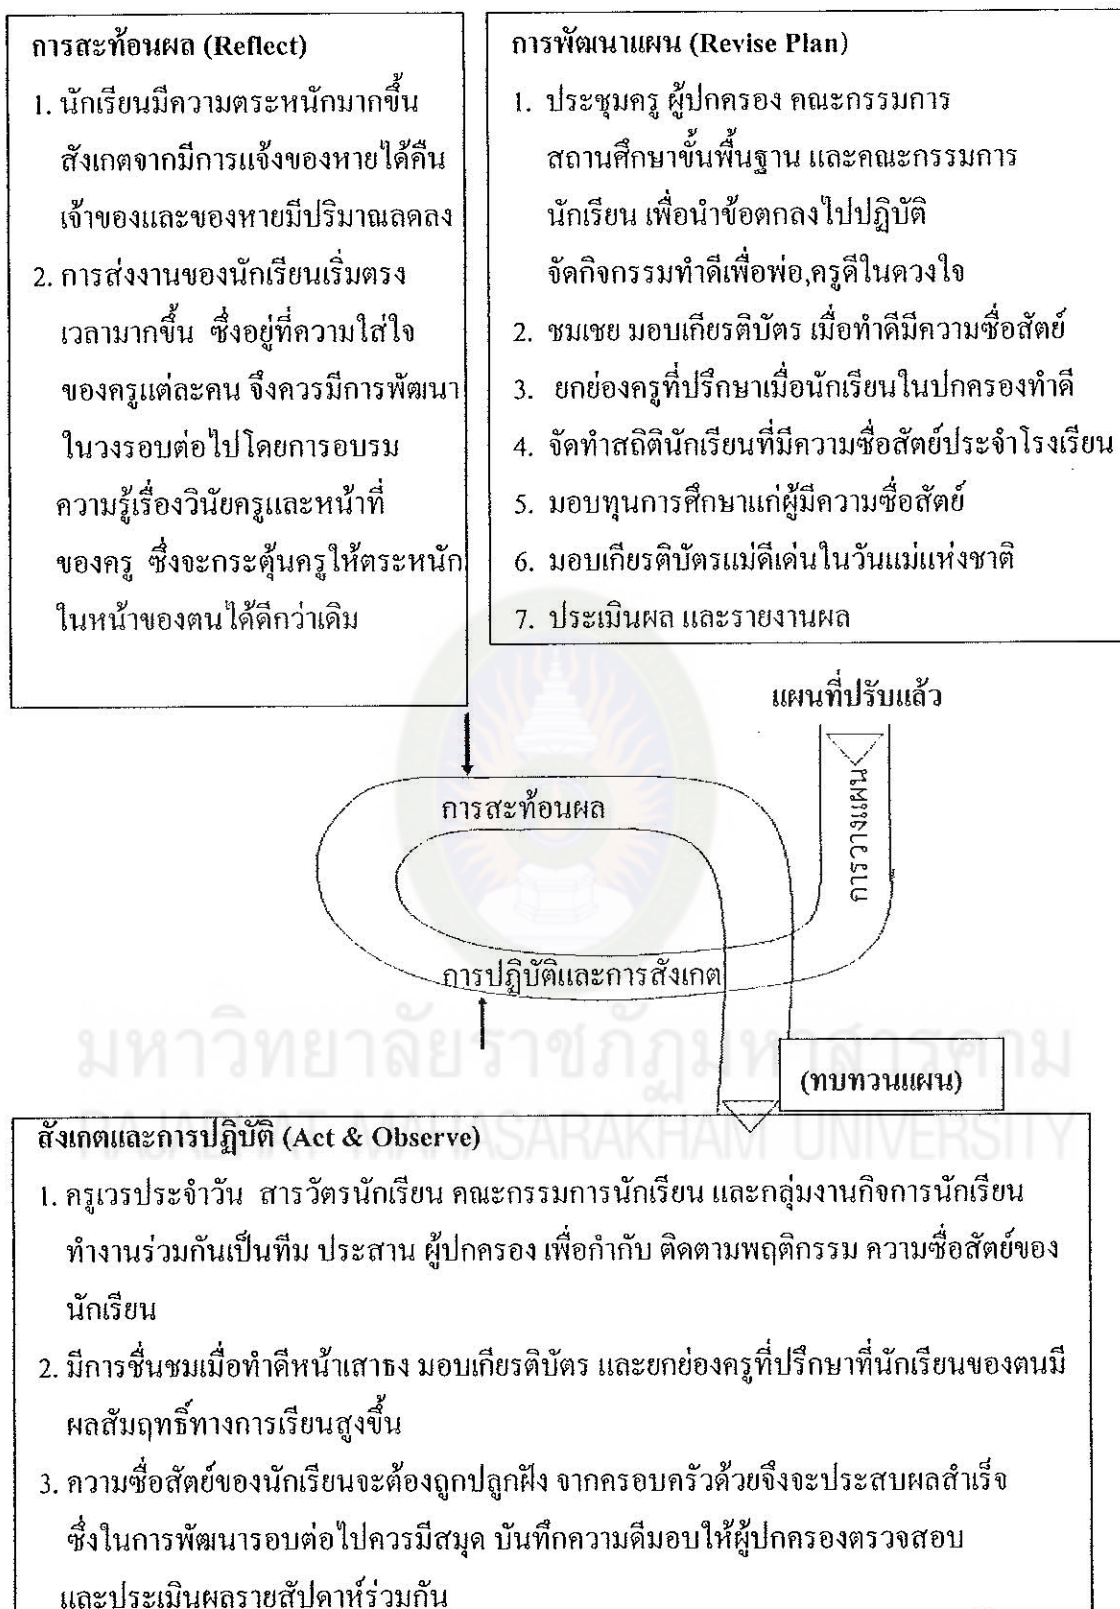 การสะท้อนผล (Reflect)
1. นักเรียนมีความตระหนักมากขึ้น
สังเกตจากมีการแจ้งของหายได้คืน
เจ้าของและของหายมีปริมาณลดลง
2. การส่งงานของนักเรียนเริ่มตรง
เวลามากขึ้น ซึ่งอยู่ที่ความใส่ใจ
ของครูแต่ละคน จึงควรมีการพัฒนา
ในวงรอบต่อไปโดยการอบรม
ความรู้เรื่องวินัยครูและหน้าที่
ของครู ซึ่งจะกระตุ้นครูให้ตระหนัก
ในหน้าของตนได้ดีกว่าเดิม
การพัฒนาแผน (Revise Plan)
1. ประชุมครู ผู้ปกครอง คณะกรรมการ
สถานศึกษาขั้นพื้นฐาน และคณะกรรมการ
นักเรียน เพื่อนำข้อตกลงไปปฏิบัติ
จัดกิจกรรมทำดีเพื่อพ่อ,ครูดีในดวงใจ
2. ชมเชย มอบเกียรติบัตร เมื่อทำดีมีความซื่อสัตย์
3. ยกย่องครูที่ปรึกษาเมื่อนักเรียนในปกครองทำดี
4. จัดทำสถิตินักเรียนที่มีความซื่อสัตย์ประจำโรงเรียน
5. มอบทุนการศึกษาแก่ผู้มีความซื่อสัตย์
6. มอบเกียรติบัตรแม่ดีเด่นในวันแม่แห่งชาติ
7. ประเมินผล และรายงานผล
แผนที่ปรับแล้ว
การวางแผน
การสะท้อนผล
การปฏิบัติและการสังเกต
มหาวิทยาลัยราชภัฏมหาสารคาม
RAJABHAT MAHASARAKHAM UNIVERSITY
(ทบทวนแผน)
สังเกตและการปฏิบัติ (Act & Observe)
1. ครูเวรประจำวัน สารวัตรนักเรียน คณะกรรมการนักเรียน และกลุ่มงานกิจการนักเรียน
ทำงานร่วมกันเป็นทีม ประสาน ผู้ปกครอง เพื่อกำกับ ติดตามพฤติกรรม ความซื่อสัตย์ของ
นักเรียน
2. มีการชื่นชมเมื่อทำดีหน้าเสาธง มอบเกียรติบัตร และยกย่องครูที่ปรึกษาที่นักเรียนของตนมี
ผลสัมฤทธิ์ทางการเรียนสูงขึ้น
3. ความซื่อสัตย์ของนักเรียนจะต้องถูกปลูกฝัง จากครอบครัวด้วยจึงจะประสบผลสำเร็จ
ซึ่งในการพัฒนารอบต่อไปควรมีสมุด บันทึกความดีมอบให้ผู้ปกครองตรวจสอบ
และประเมินผลรายสัปดาห์ร่วมกัน